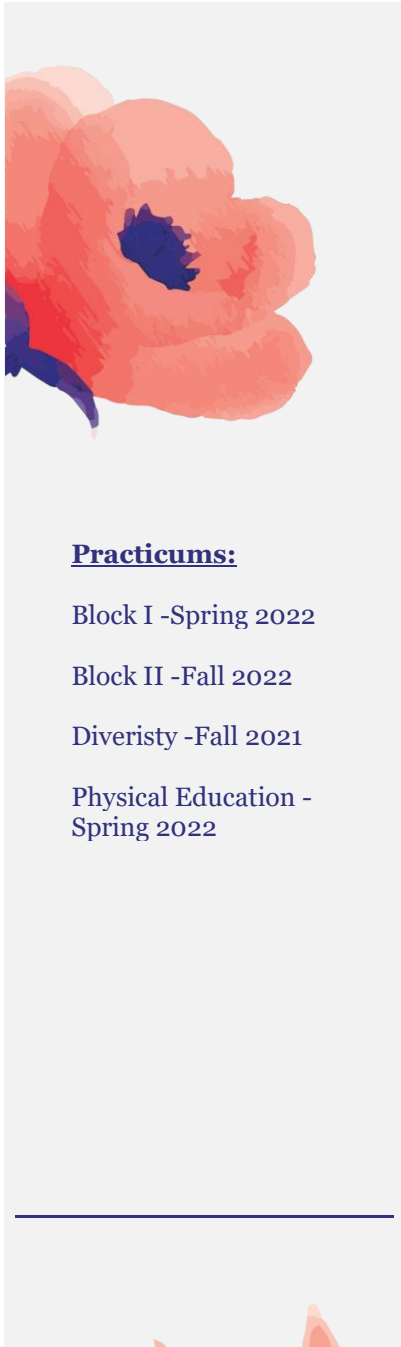 Practicums:
Block I -Spring 2022
Block II -Fall 2022
Diveristy -Fall 2021
Physical Education -
Spring 2022